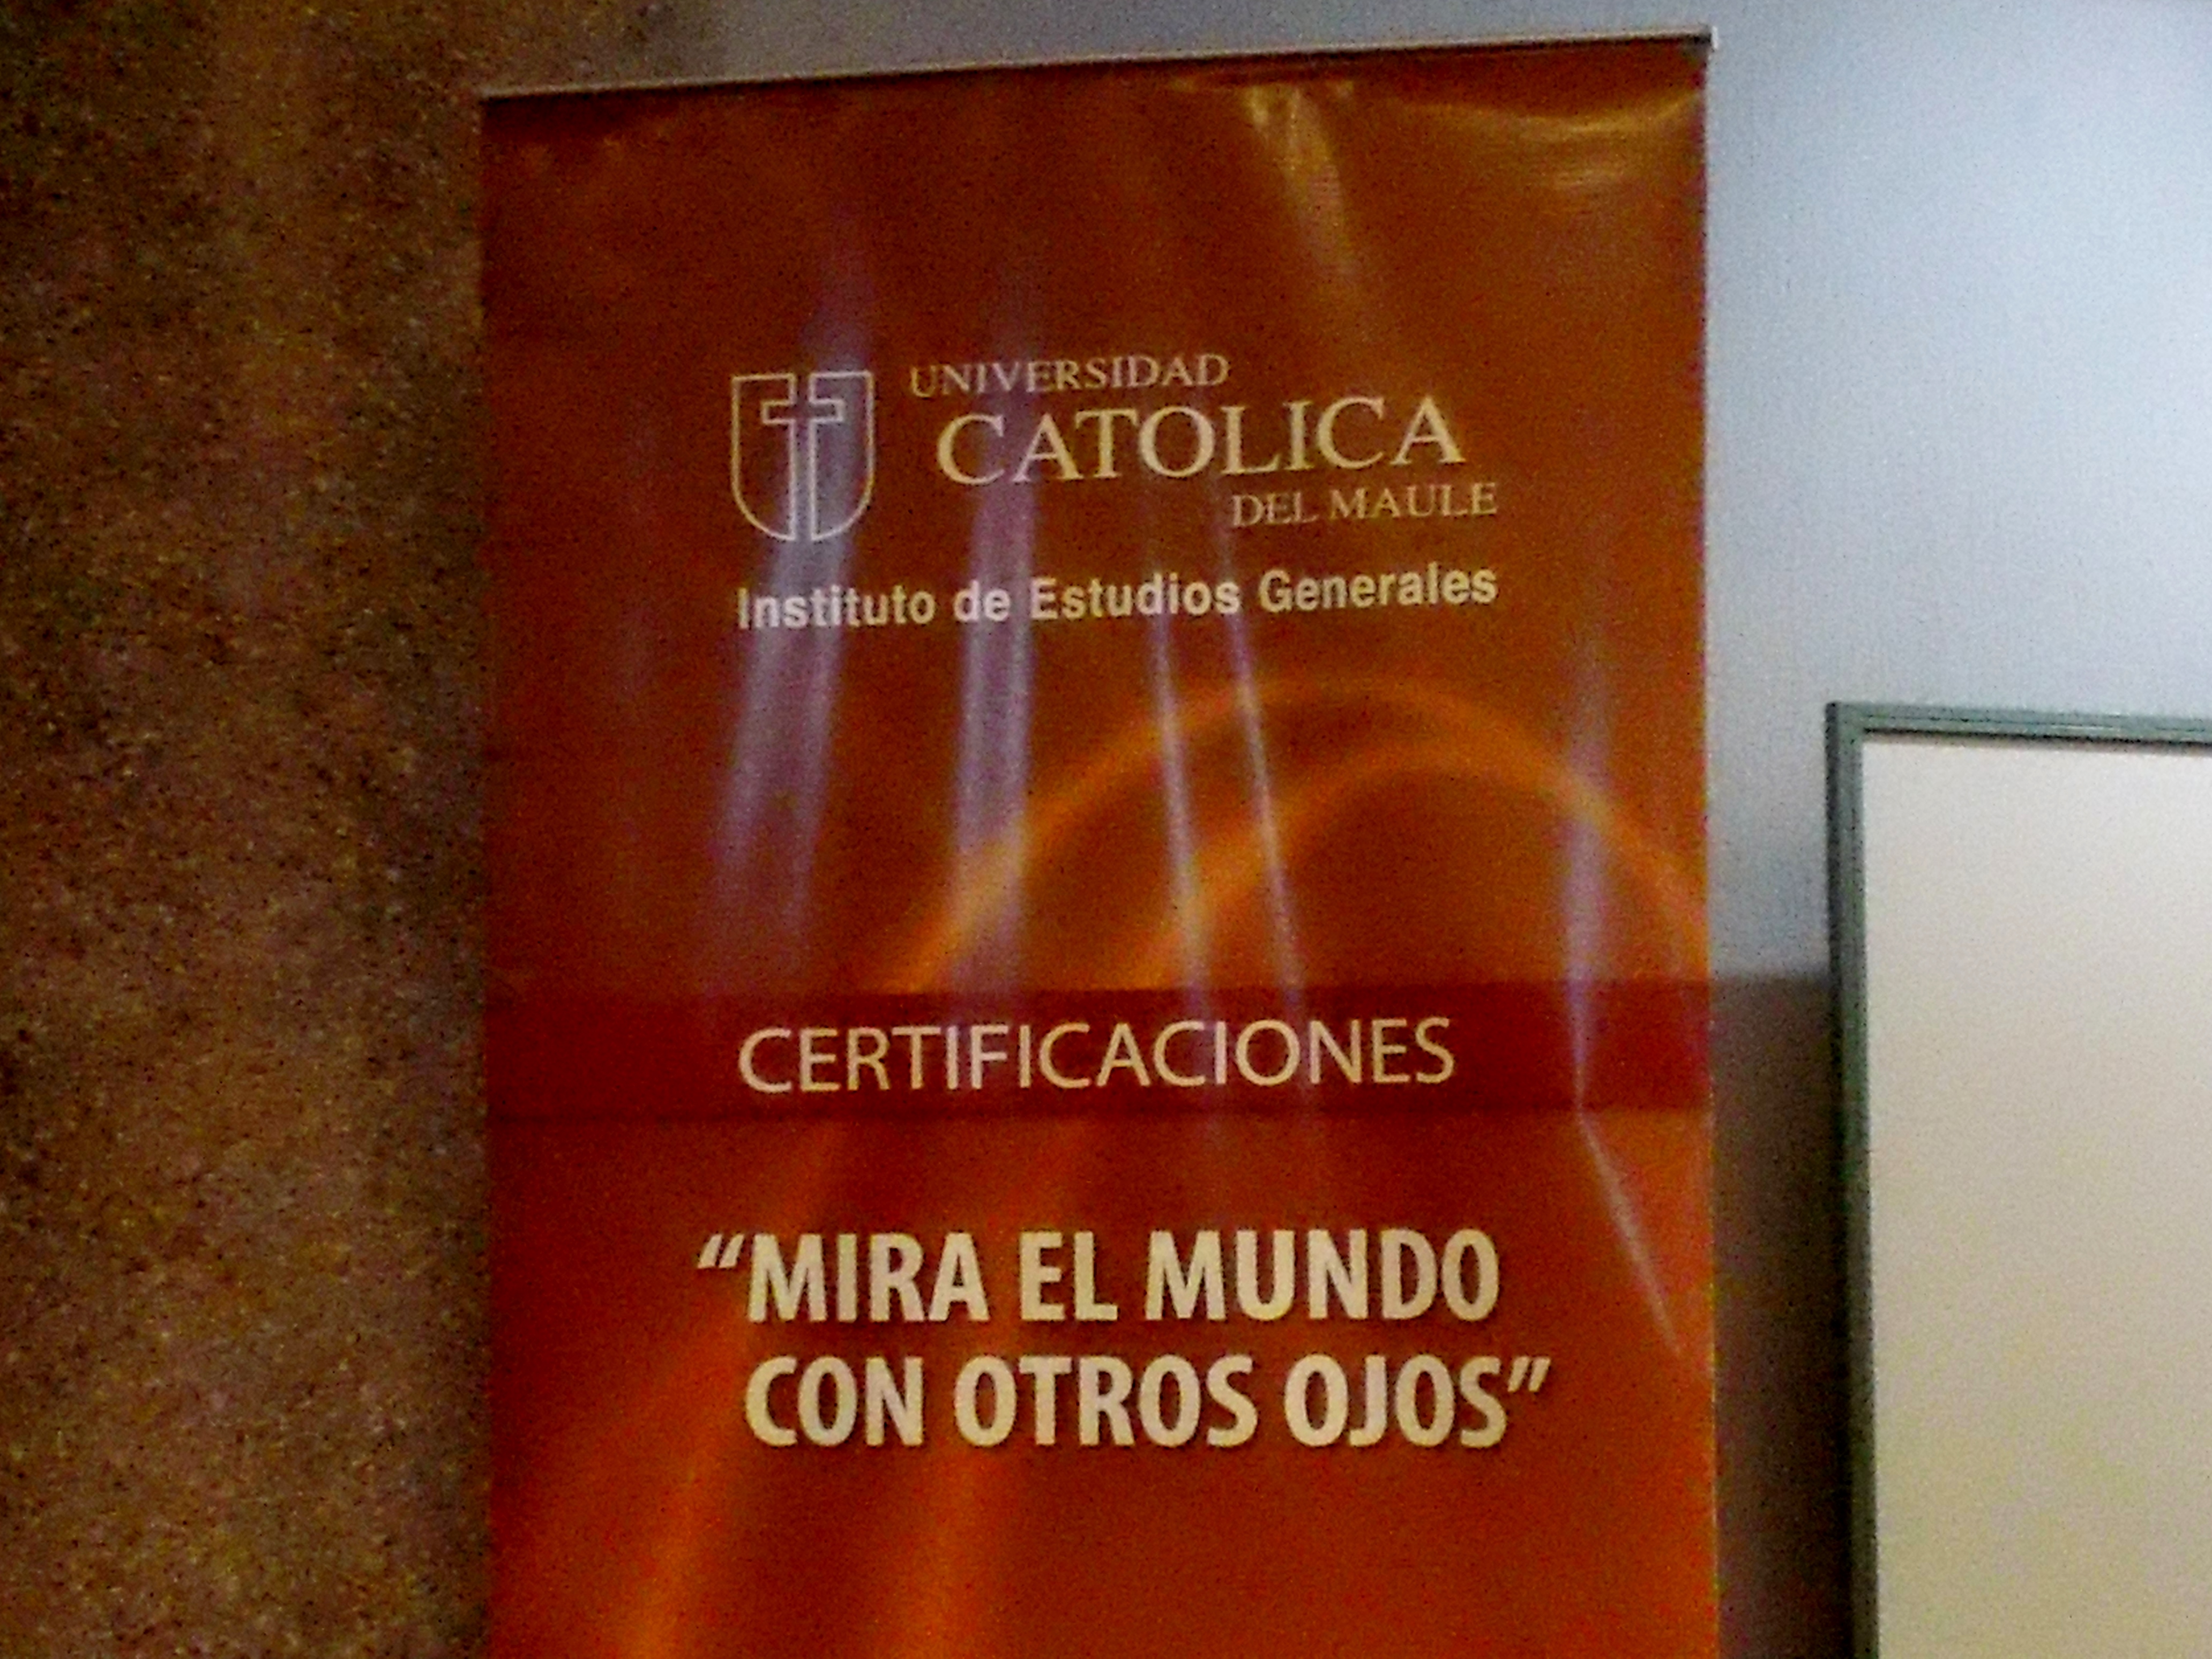 UNIVERSIDAD
CATOLICA
DEL MAULE
Instituto de Estudios Generales
CERTIFICACIONES
“MIRA EL MUNDO
CON OTROS OJOS”